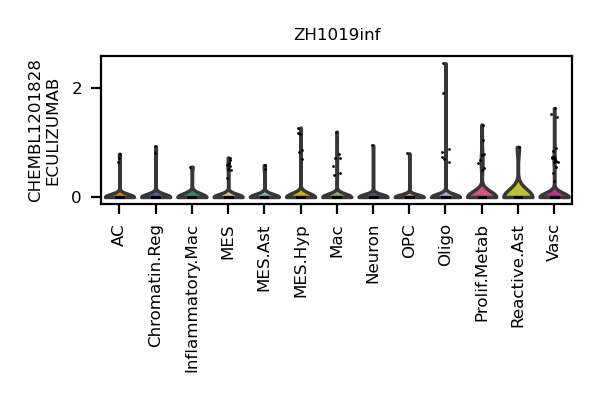 ZH1019inf
CHEMBL1201828
ECULIZUMAB
2
0
AC
Chromatin.Reg
Inflammatory.Mac
MES
MES.Ast
MES.Hyp
Mac
Neuron
OPC
Oligo
Prolif.Metab
Reactive.Ast
Vasc